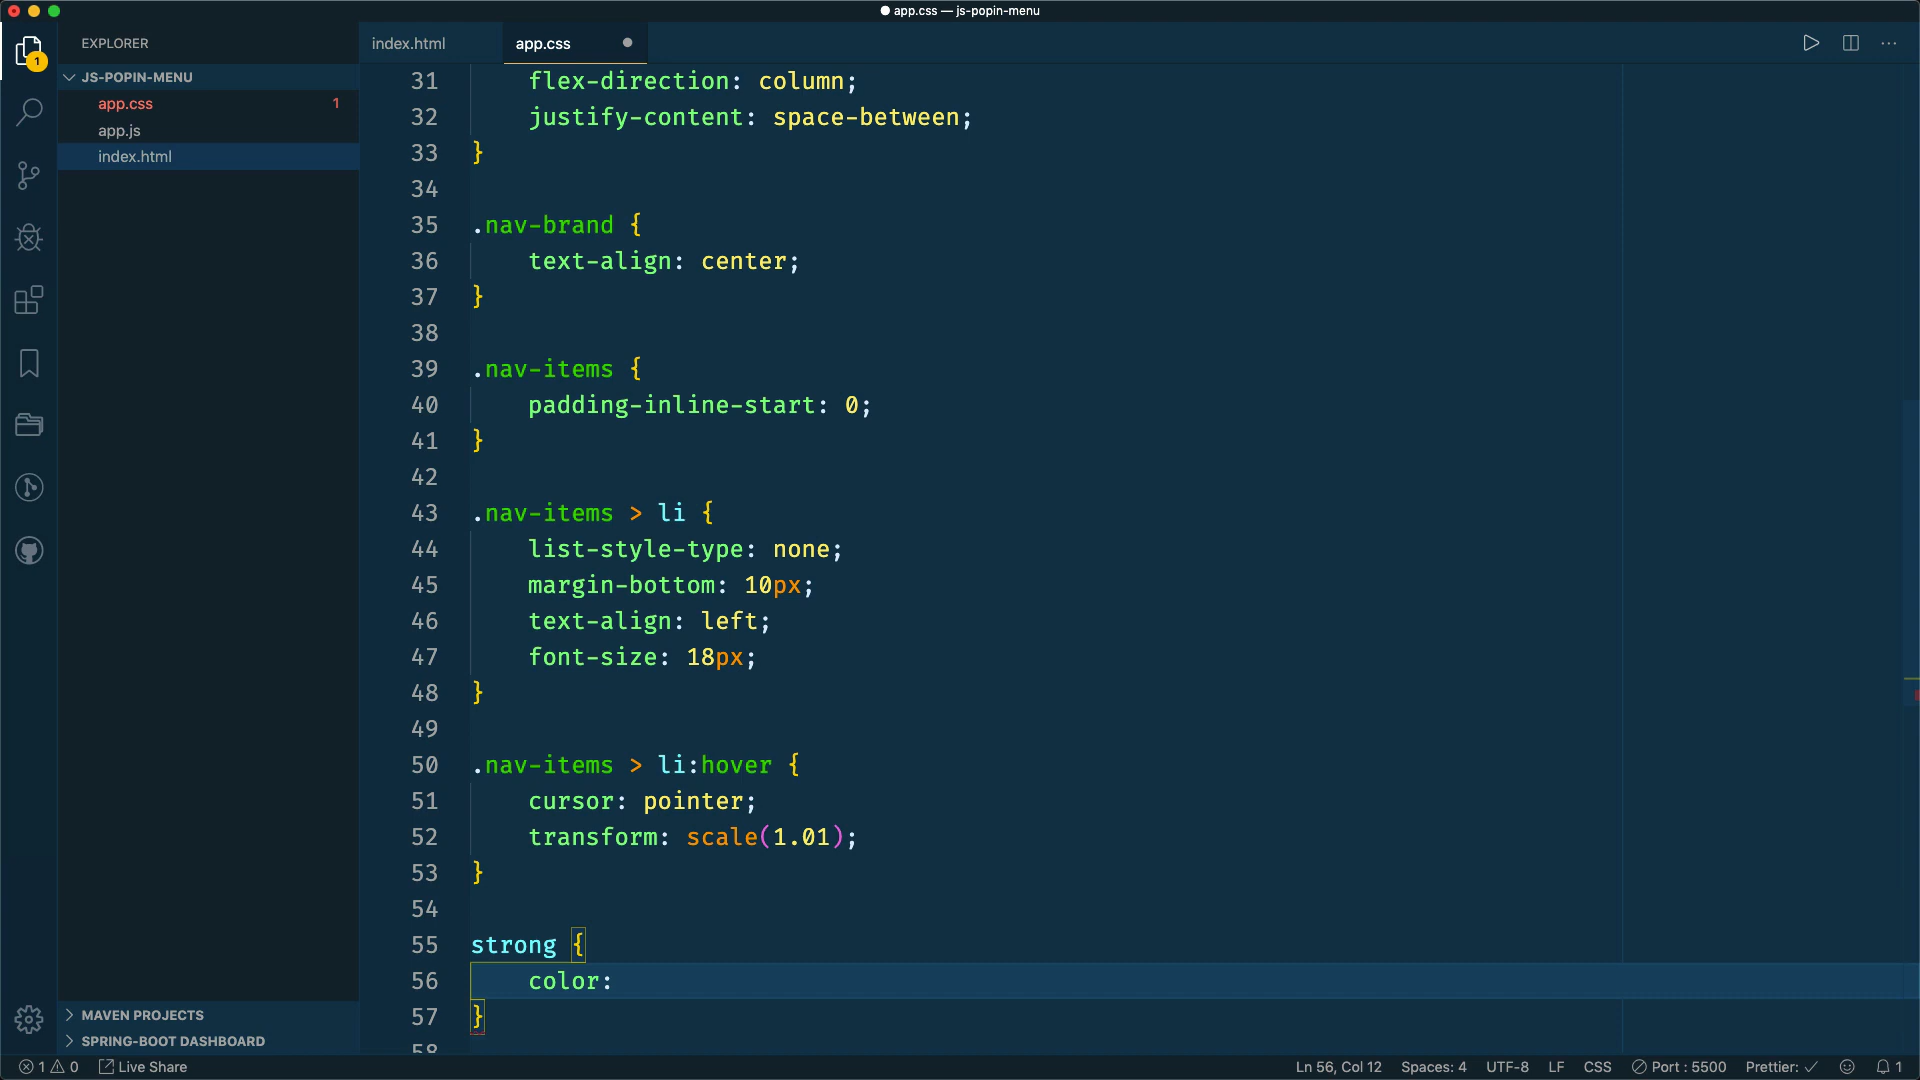 app.css — js-popin-menu
EXPLORER
index.html
app.css
1
JS-POPIN-MENU
app.css 1
app.js
index.html
31 flex-direction: column;
32 justify-content: space-between;
33 }
34
35 .nav-brand {
36 text-align: center;
37 }
38
39 .nav-items {
40 padding-inline-start: 0;
41 }
42
43 .nav-items > li {
44 list-style-type: none;
45 margin-bottom: 10px;
46 text-align: left;
47 font-size: 18px;
48 }
49
50 .nav-items > li:hover {
51 cursor: pointer;
52 transform: scale(1.01);
53 }
54
55 strong {
56 color:
57 }
58
MAVEN PROJECTS
SPRING-BOOT DASHBOARD
1 0 Live Share Ln 56, Col 12 Spaces: 4 UTF-8 LF CSS Port : 5500 Prettier: ✓ 1